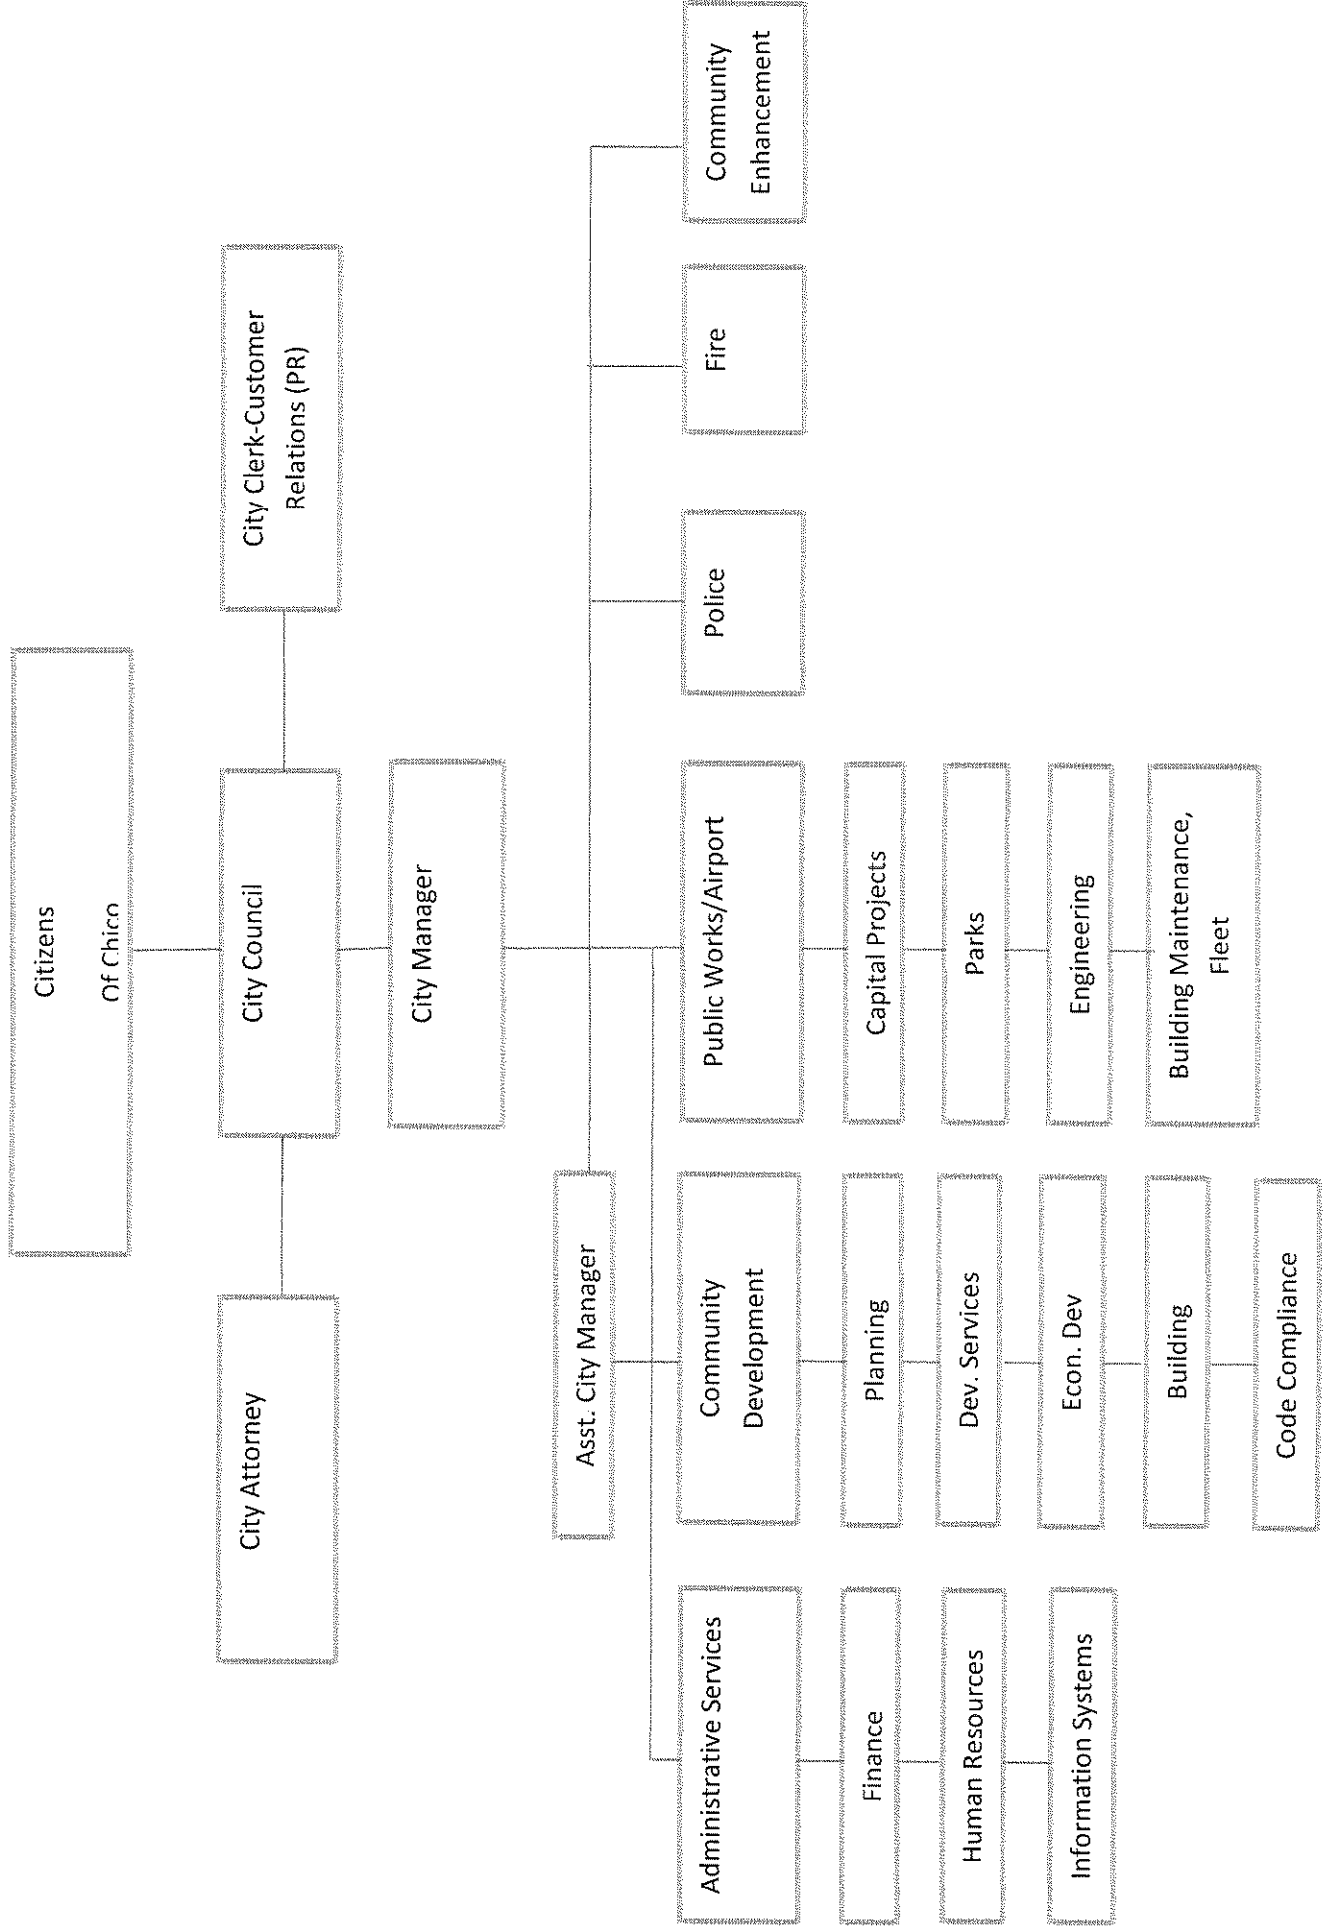 Citizens
Of Chico
City Attorney
City Council
City Clerk-Customer
Relations (PR)
City Manager
Asst. City Manager
Administrative Services
Community
Development
Public Works/Airport
Police
Fire
Community
Enhancement
Finance
Planning
Capital Projects
Human Resources
Dev. Services
Parks
Information Systems
Econ. Dev
Engineering
Building
Building Maintenance,
Fleet
Code Compliance